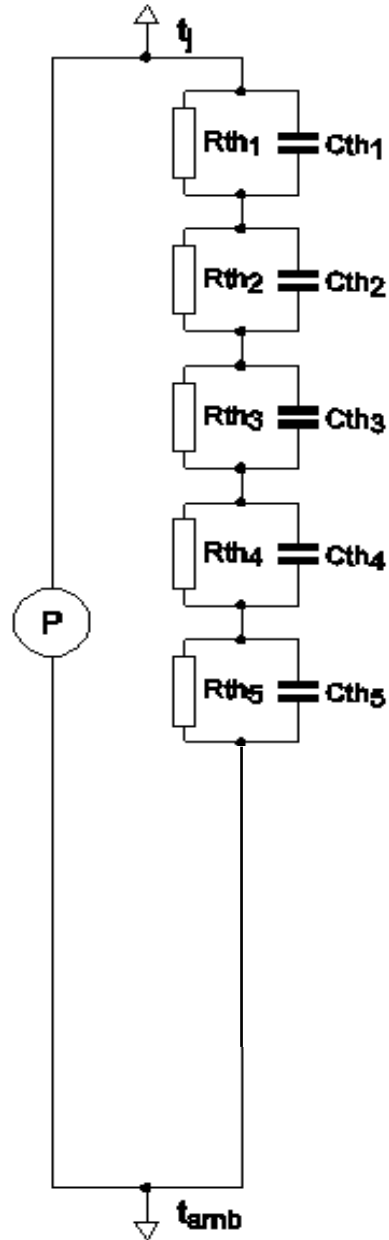 tj
Rth1 Cth1
Rth2 Cth2
Rth3 Cth3
Rth4 Cth4
P
Rth5 Cth5
tamb